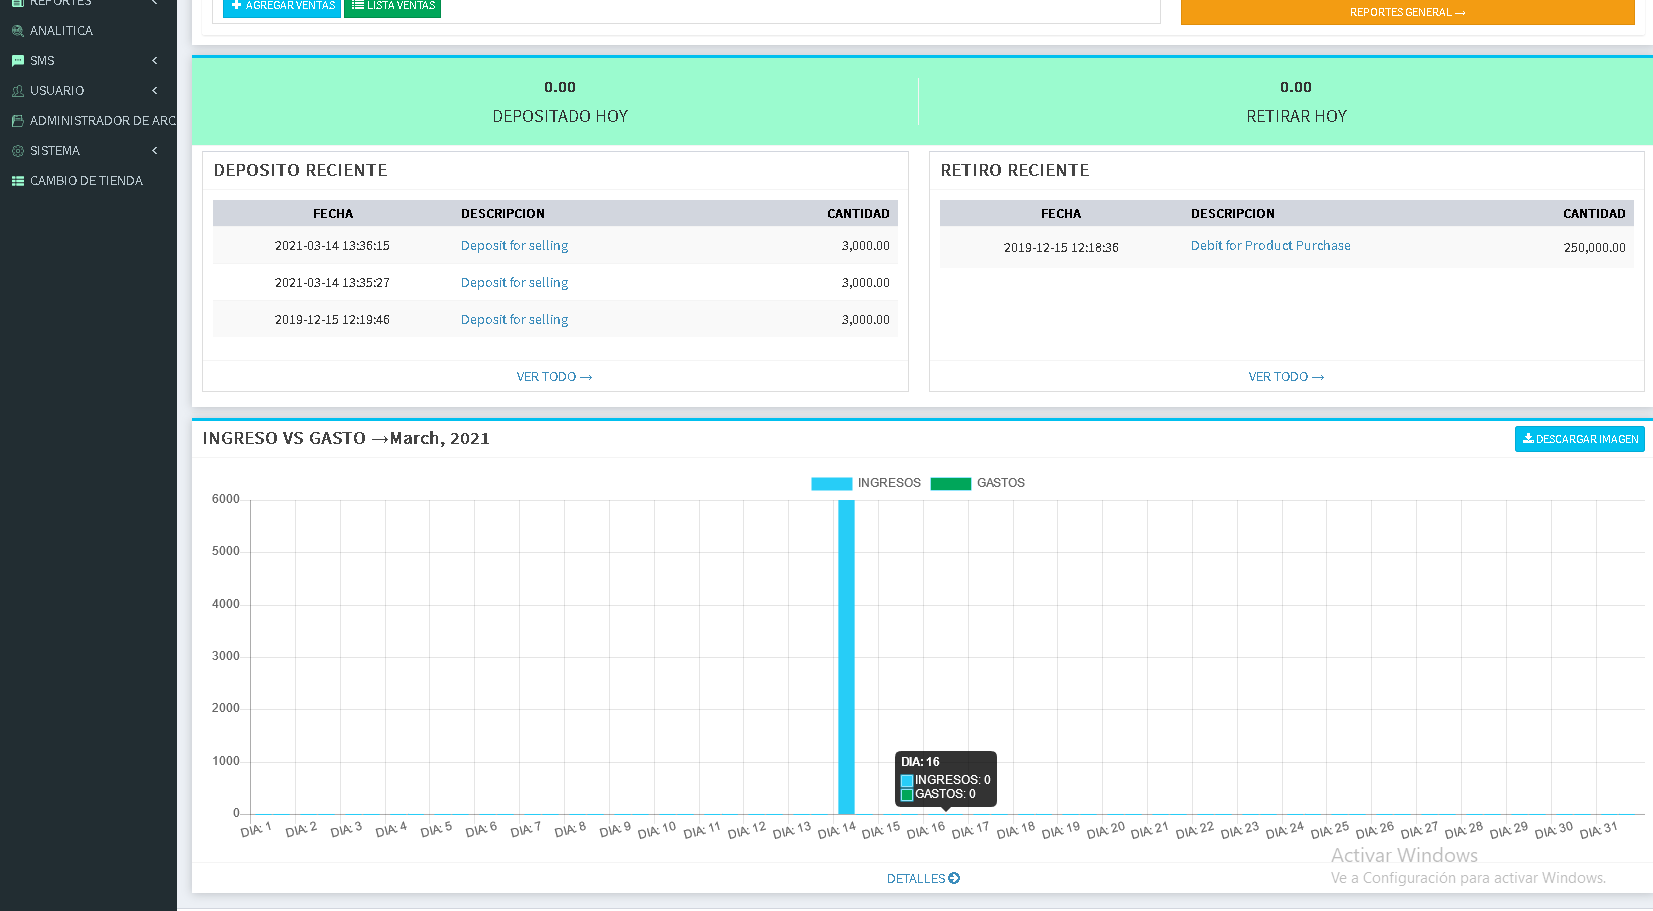 REPORTES
ANALITICA
SMS
USUARIO
ADMINISTRADOR DE ARC
SISTEMA
CAMBIO DE TIENDA
AGREGAR VENTAS
LISTA VENTAS
REPORTES GENERAL →
0.00
DEPOSITADO HOY
0.00
RETIRAR HOY
DEPOSITO RECIENTE
FECHA DESCRIPCION CANTIDAD
2021-03-14 13:36:15 Deposit for selling 3,000.00
2021-03-14 13:35:27 Deposit for selling 3,000.00
2019-12-15 12:19:46 Deposit for selling 3,000.00
VER TODO →
RETIRO RECIENTE
FECHA DESCRIPCION CANTIDAD
2019-12-15 12:18:36 Debit for Product Purchase 250,000.00
VER TODO →
INGRESO VS GASTO →March, 2021
DESCARGAR IMAGEN
INGRESOS GASTOS
6000
5000
4000
3000
2000
1000
0
DIA: 16
INGRESOS: 0
GASTOS: 0
DIA: 1 DIA: 2 DIA: 3 DIA: 4 DIA: 5 DIA: 6 DIA: 7 DIA: 8 DIA: 9 DIA: 10 DIA: 11 DIA: 12 DIA: 13 DIA: 14 DIA: 15 DIA: 16 DIA: 17 DIA: 18 DIA: 19 DIA: 20 DIA: 21 DIA: 22 DIA: 23 DIA: 24 DIA: 25 DIA: 26 DIA: 27 DIA: 28 DIA: 29 DIA: 30 DIA: 31
DETALLES
Activar Windows
Ve a Configuración para activar Windows.